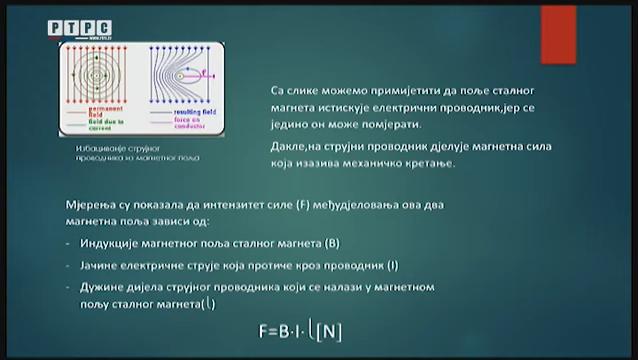 РТРС
www.rtrs.tv
permanent field
field due to current
resulting field
force on conductor
F
Избацивање струјног
проводника из магнетног поља
Са слике можемо примијетити да поље сталног
магнета истискује електрични проводник,јер се
једино он може помјерати.
Дакле,на струјни проводник дјелује магнетна сила
која изазива механичко кретање.
Мјерења су показала да интензитет силе (F) међудјеловања ова два
магнетна поља зависи од:
- Индукције магнетног поља сталног магнета (B)
- Јачине електричне струје која протиче кроз проводник (I)
- Дужине дијела струјног проводника који се налази у магнетном
пољу сталног магнета(l)
F=B·I·l[N]